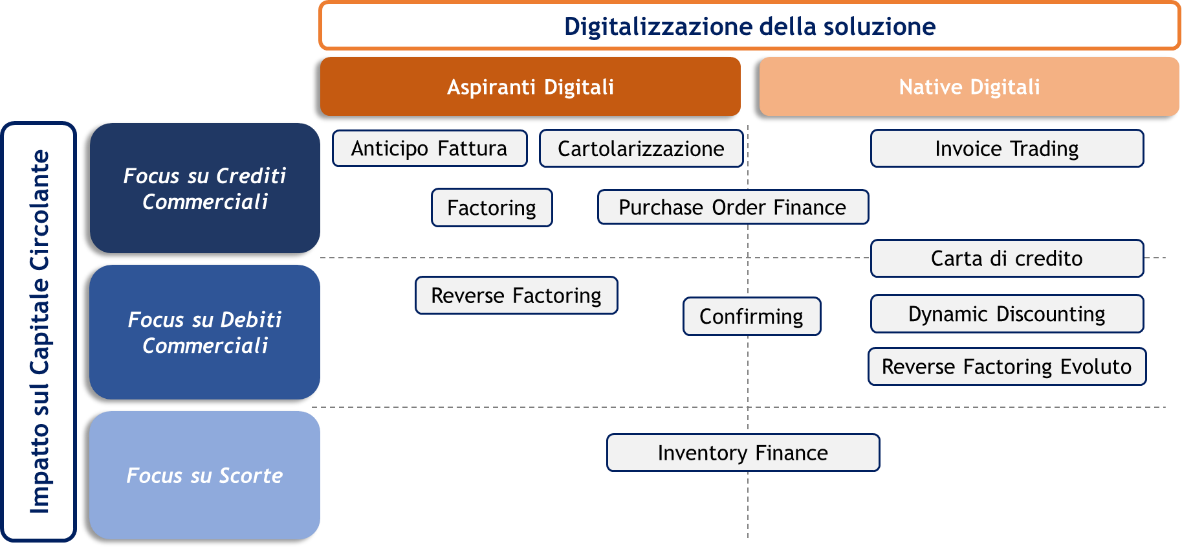 Digitalizzazione della soluzione
Aspiranti Digitali
Native Digitali
Impatto sul Capitale Circolante
Focus su Crediti
Commerciali
Anticipo Fattura
Cartolarizzazione
Invoice Trading
Factoring
Purchase Order Finance
Carta di credito
Focus su Debiti
Commerciali
Reverse Factoring
Confirming
Dynamic Discounting
Reverse Factoring Evoluto
Focus su Scorte
Inventory Finance